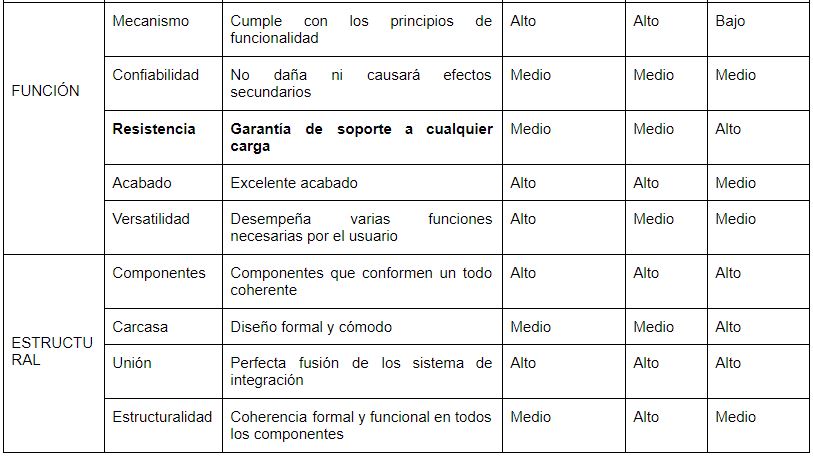 FUNCIÓN
Mecanismo
Cumple con los principios de
funcionalidad
Alto
Alto
Bajo
Confiabilidad
No daña ni causará efectos
secundarios
Medio
Medio
Medio
Resistencia
Garantía de soporte a cualquier
carga
Medio
Medio
Alto
Acabado
Excelente acabado
Alto
Alto
Medio
Versatilidad
Desempeña varias funciones
necesarias por el usuario
Alto
Medio
Medio
ESTRUCTU
RAL
Componentes
Componentes que conformen un todo
coherente
Alto
Alto
Alto
Carcasa
Diseño formal y cómodo
Medio
Medio
Alto
Unión
Perfecta fusión de los sistema de
integración
Alto
Alto
Alto
Estructuralidad
Coherencia formal y funcional en todos
los componentes
Medio
Alto
Medio